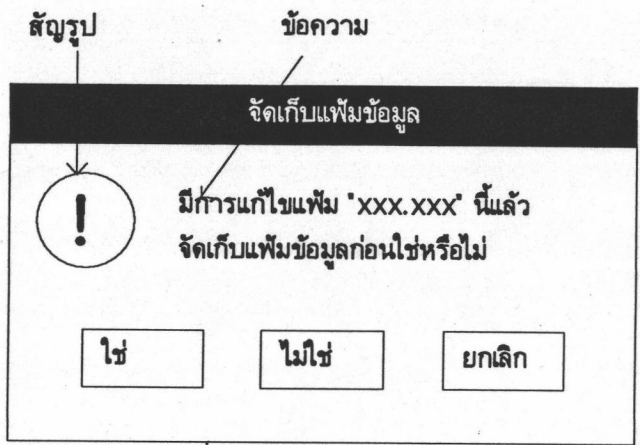 สัญรูป ข้อความ
จัดเก็บแฟ้มข้อมูล
! มีการแก้ไขแฟ้ม "xxx.xxx" นี้แล้ว
จัดเก็บแฟ้มข้อมูลก่อนใช่หรือไม่
ใช่ ไม่ใช่ ยกเลิก